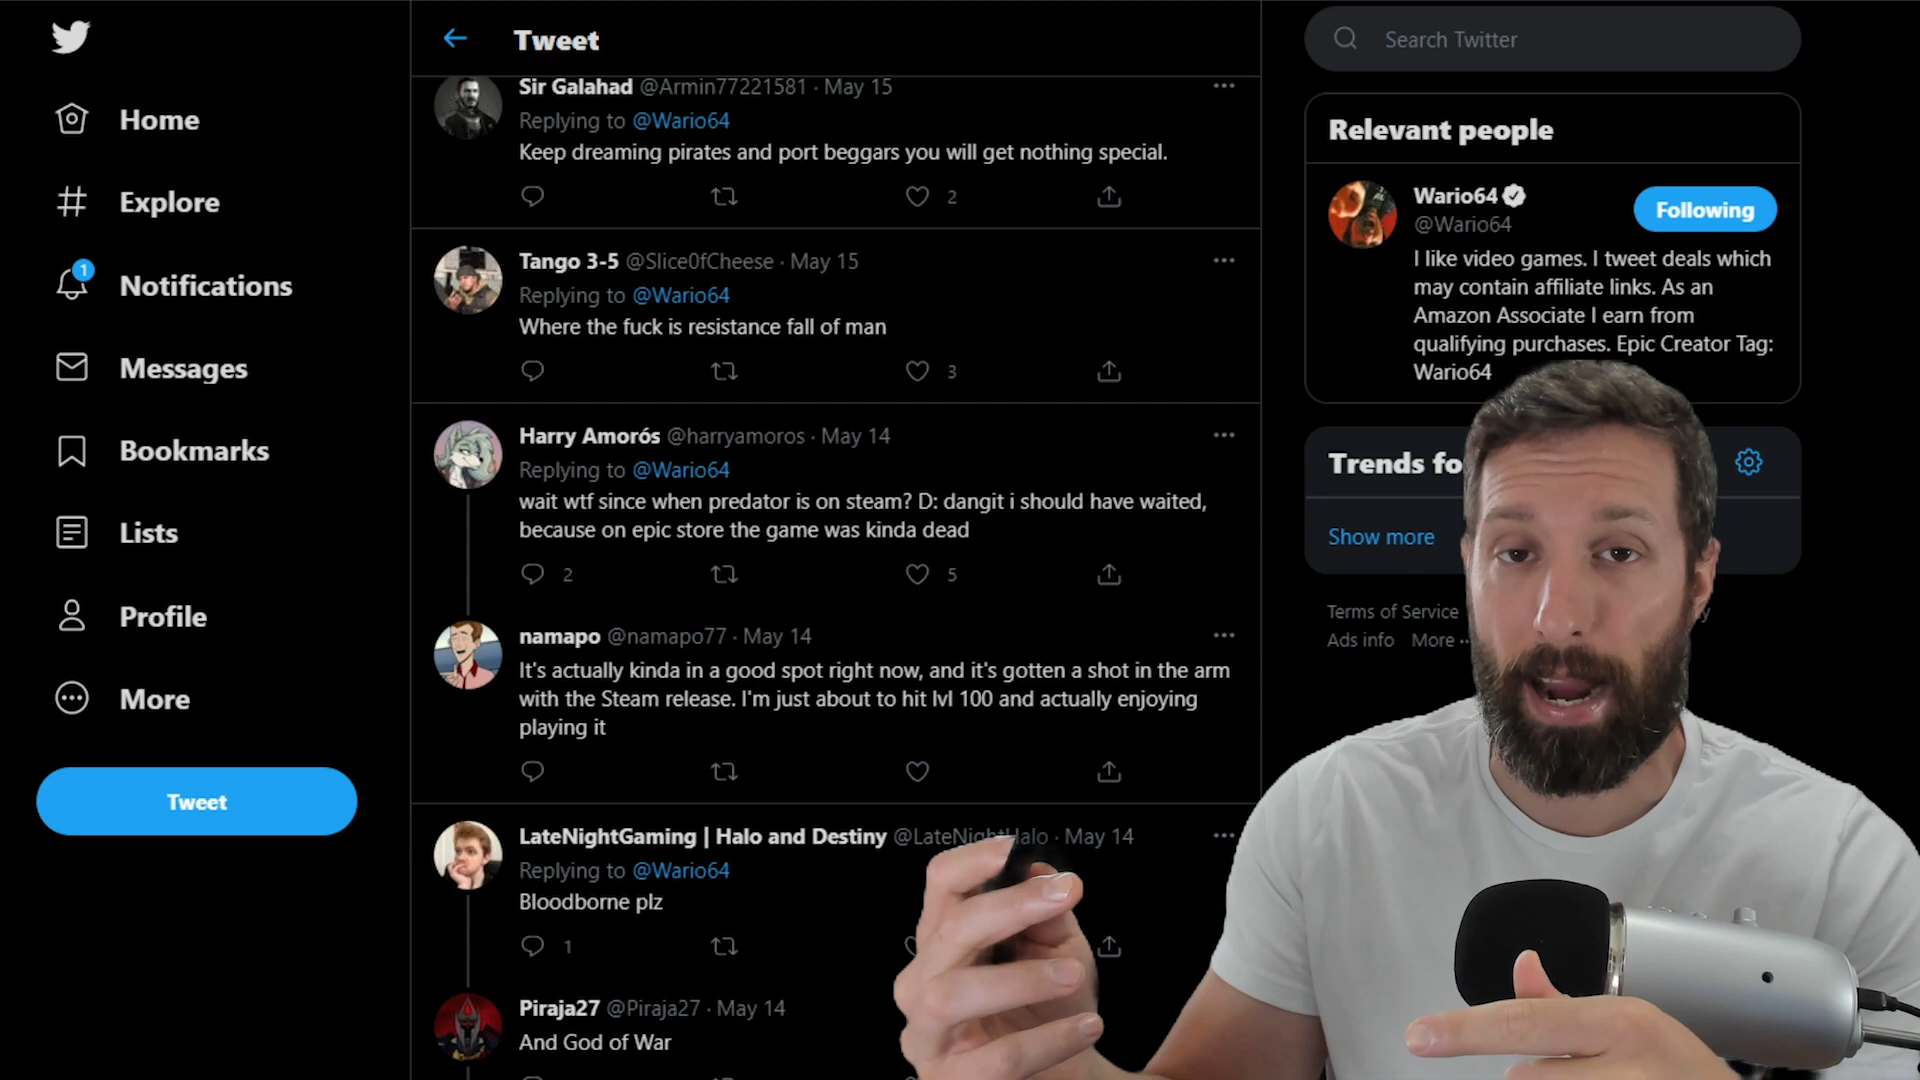 Home
Explore
1
Notifications
Messages
Bookmarks
Lists
Profile
More
Tweet
Tweet
Sir Galahad @Armin77221581 · May 15
Replying to @Wario64
Keep dreaming pirates and port beggars you will get nothing special.
2
Tango 3-5 @Slice0fCheese · May 15
Replying to @Wario64
Where the fuck is resistance fall of man
3
Harry Amorós @harryamoros · May 14
Replying to @Wario64
wait wtf since when predator is on steam? D: dangit i should have waited,
because on epic store the game was kinda dead
2 5
namapo @namapo77 · May 14
It's actually kinda in a good spot right now, and it's gotten a shot in the arm
with the Steam release. I'm just about to hit lvl 100 and actually enjoying
playing it
LateNightGaming | Halo and Destiny @LateNightHalo · May 14
Replying to @Wario64
Bloodborne plz
1
Piraja27 @Piraja27 · May 14
And God of War
Search Twitter
Relevant people
Wario64
@Wario64
Following
I like video games. I tweet deals which
may contain affiliate links. As an
Amazon Associate I earn from
qualifying purchases. Epic Creator Tag:
Wario64
Trends fo
Show more
Terms of Service
Ads info More